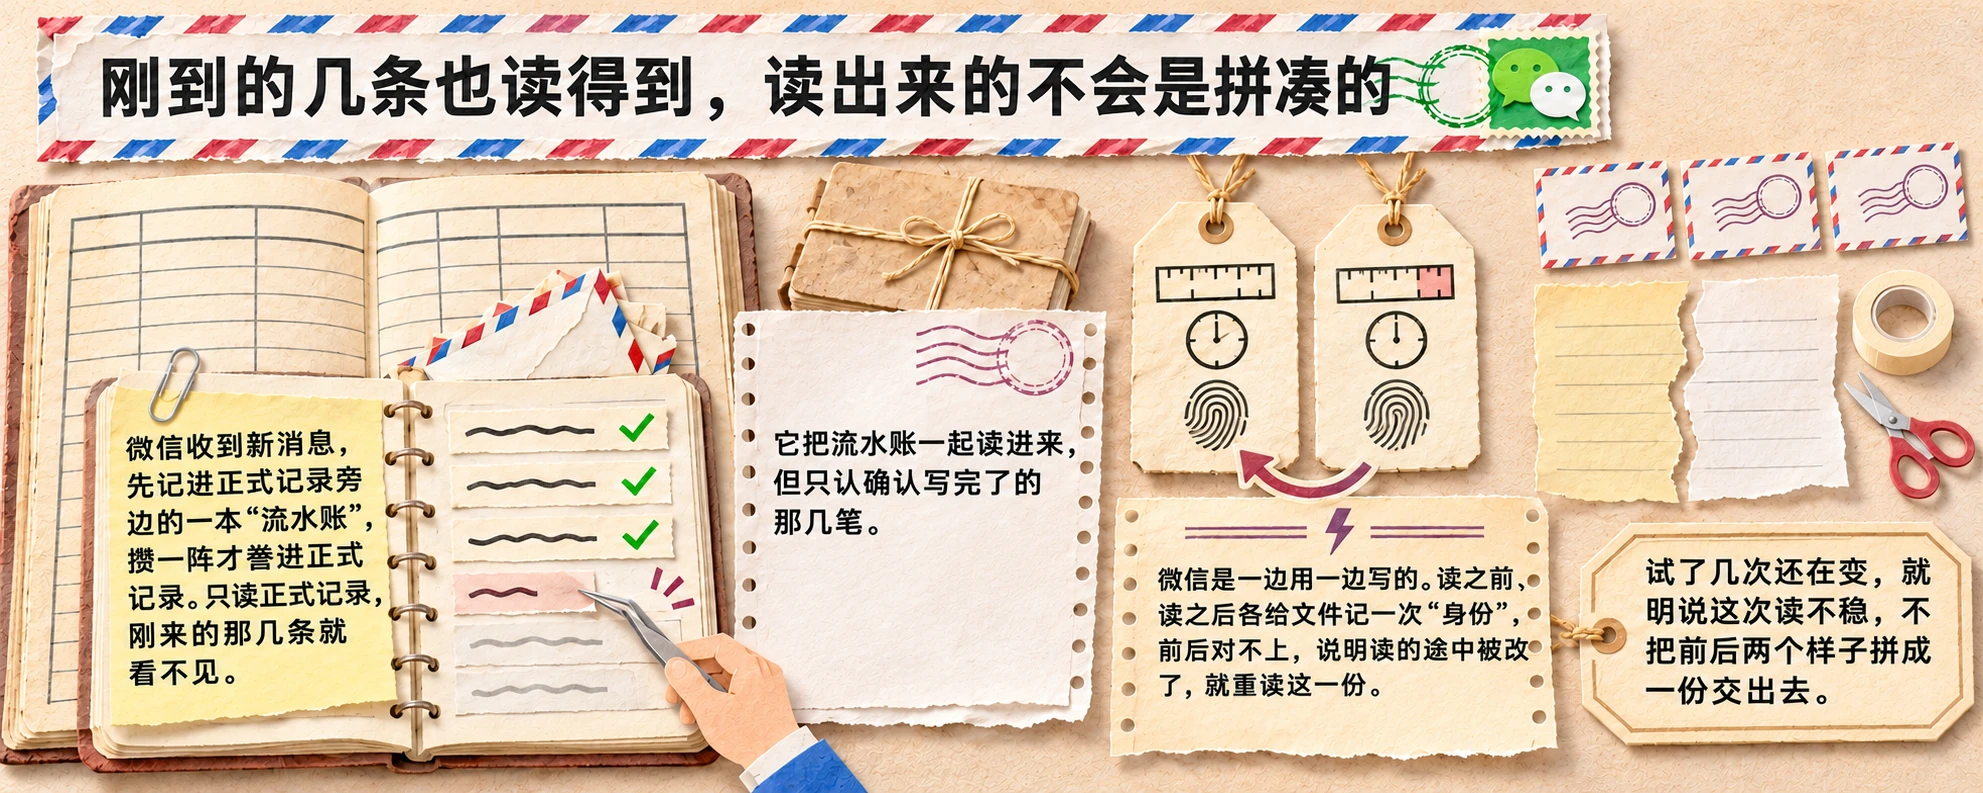 刚到的几条也读得到，读出来的不会是拼凑的
微信收到新消息，
先记进正式记录旁
边的一本“流水账”，
攒一阵才誊进正式
记录。只读正式记录，
刚来的那几条就
看不见。
它把流水账一起读进来，
但只认确认写完了的
那几笔。
微信是一边用一边写的。读之前、
读之后各给文件记一次“身份”，
前后对不上，说明读的途中被改
了，就重读这一份。
试了几次还在变，就
明说这次读不稳，不
把前后两个样子拼成
一份交出去。